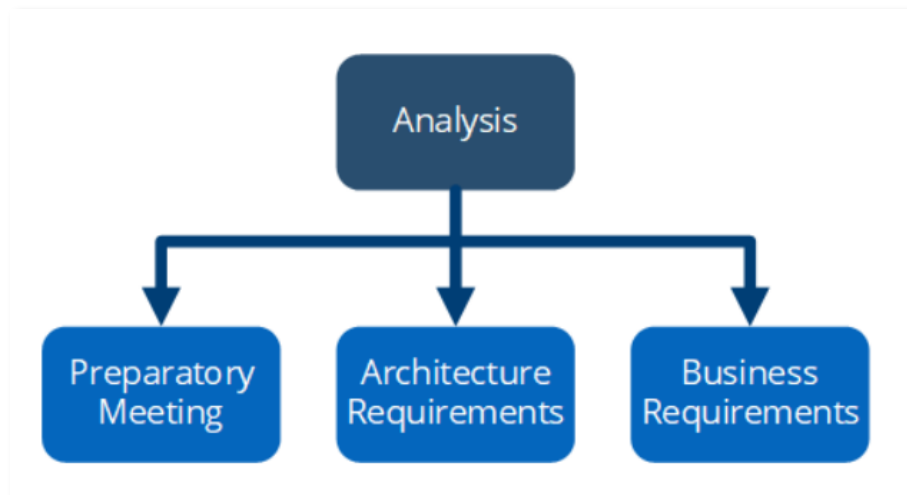 Analysis
Preparatory
Meeting
Architecture
Requirements
Business
Requirements